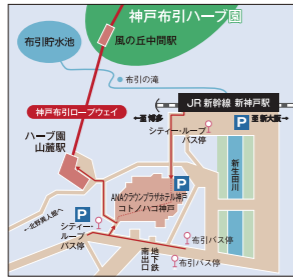 神戸布引ハーブ園
風の丘中間駅
布引貯水池
布引の滝
神戸布引ロープウェイ
JR 新幹線 新神戸駅
至博多
至新大阪
シティー・ループ
バス停
P
ハーブ園
山麓駅
新生田川
P
ANAクラウンプラザホテル神戸
コトノハコ神戸
←北野異人館へ
P
シティー・
ループ
バス停
地下鉄
南出口
布引バス停
布引バス停